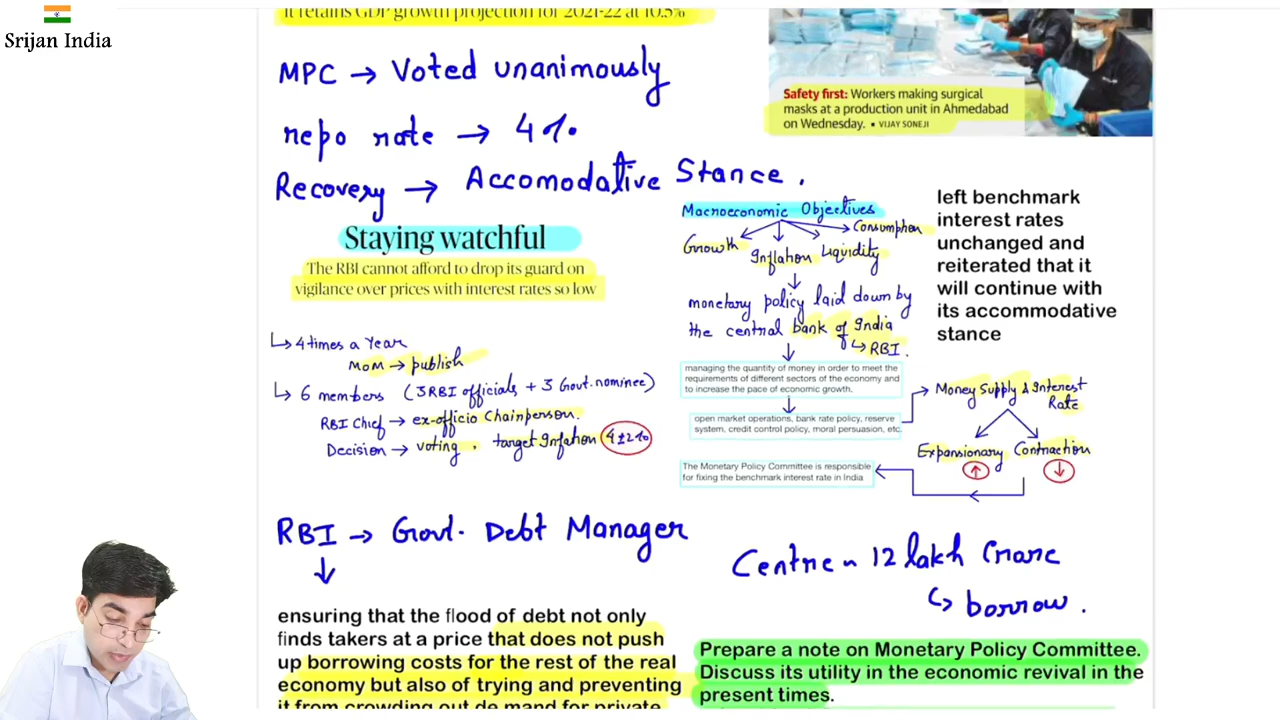 Srijan India
it retains GDP growth projection for 2021-22 at 10.5%
MPC → Voted unanimously
repo rate → 4%
Recovery → Accomodative Stance.
Safety first: Workers making surgical
masks at a production unit in Ahmedabad
on Wednesday. • VIJAY SONEJI
Staying watchful
The RBI cannot afford to drop its guard on
vigilance over prices with interest rates so low
↳ 4 times a Year
MoM → publish
↳ 6 members (3 RBI officials + 3 Govt. nominee)
RBI Chief → ex-officio Chairperson.
Decision → voting . target Inflation 4±2%
Macroeconomic Objectives
Growth Inflation Liquidity Consumption
monetary policy laid down by
the central bank of India
↳ RBI.
managing the quantity of money in order to meet the
requirements of different sectors of the economy and
to increase the pace of economic growth.
open market operations, bank rate policy, reserve
system, credit control policy, moral persuasion, etc.
The Monetary Policy Committee is responsible
for fixing the benchmark interest rate in India
left benchmark
interest rates
unchanged and
reiterated that it
will continue with
its accommodative
stance
→ Money Supply & Interest
Rate
Expansionary Contraction
↑ ↓
RBI → Govt. Debt Manager
↓
ensuring that the flood of debt not only
finds takers at a price that does not push
up borrowing costs for the rest of the real
economy but also of trying and preventing
it from crowding out de mand for private
Centre ~ 12 lakh Crore
↳ borrow.
Prepare a note on Monetary Policy Committee.
Discuss its utility in the economic revival in the
present times.